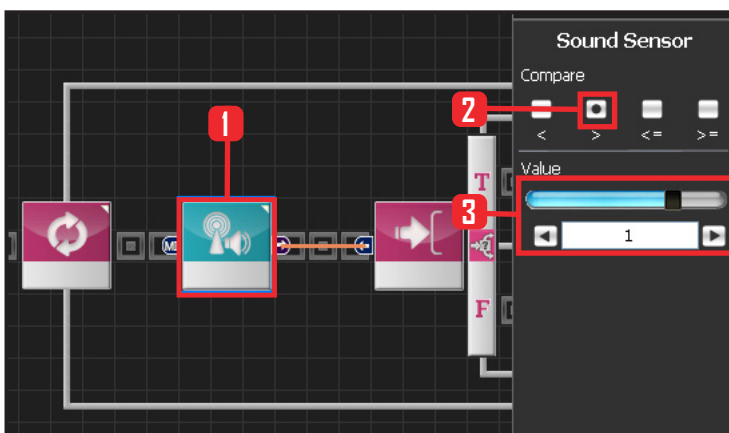 Sound Sensor
Compare
< > <= >=
Value
1
1
2
3
T
F